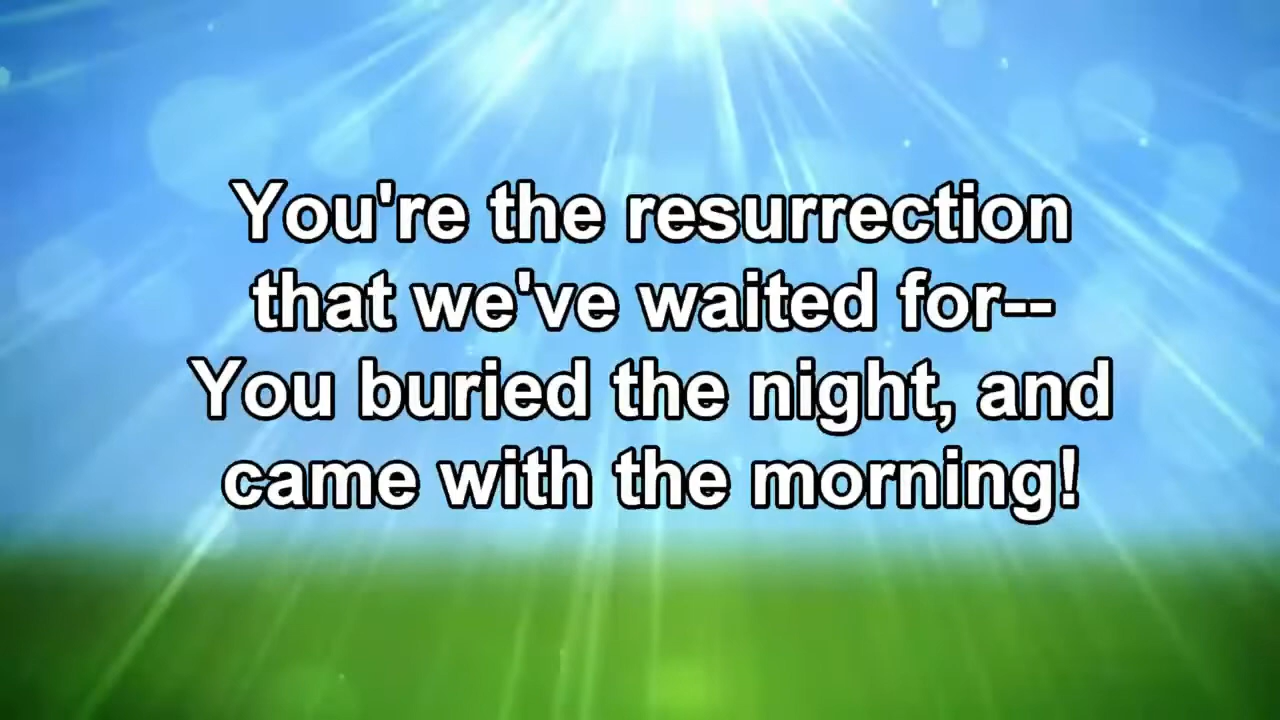 You're the resurrection
that we've waited for--
You buried the night, and
came with the morning!